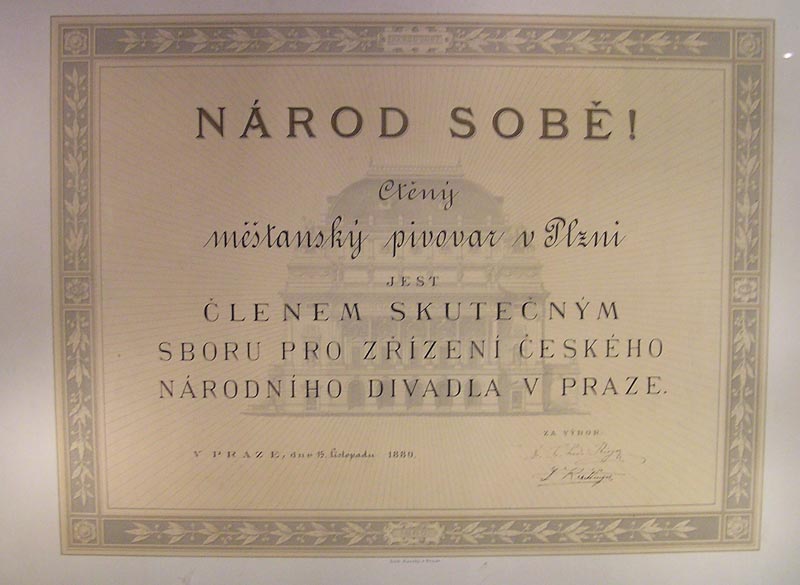 NÁROD SOBĚ!
Ctěný
měšťanský pivovar v Plzni
JEST
ČLENEM SKUTEČNÝM
SBORU PRO ZŘÍZENÍ ČESKÉHO
NÁRODNÍHO DIVADLA V PRAZE.
ZA VÝBOR:
V PRAZE, dne 15. listopadu 1880.